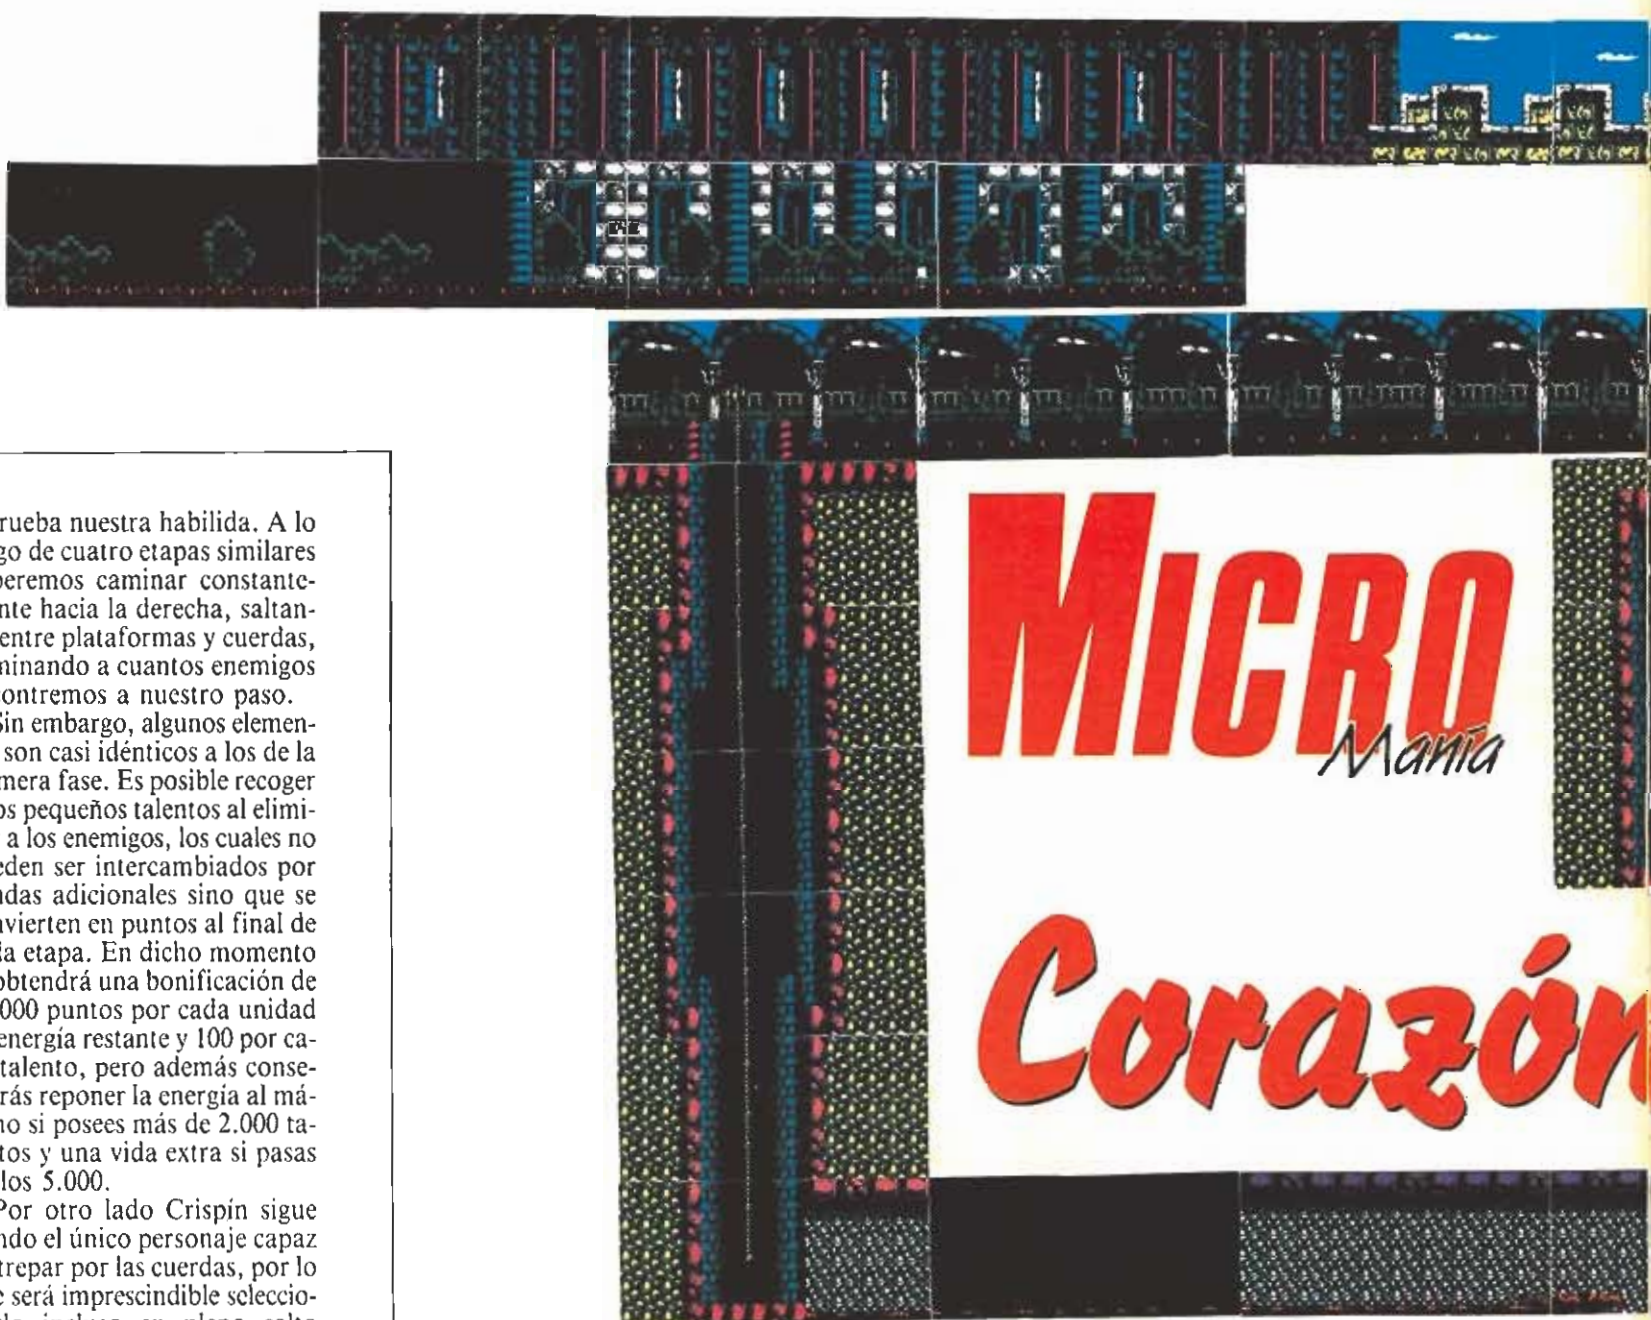 rueba nuestra habilida. A lo
go de cuatro etapas similares
beremos caminar constante-
nte hacia la derecha, saltan-
entre plataformas y cuerdas,
minando a cuantos enemigos
contremos a nuestro paso.
Sin embargo, algunos elemen-
son casi idénticos a los de la
mera fase. Es posible recoger
os pequeños talentos al elimi-
a los enemigos, los cuales no
eden ser intercambiados por
adas adicionales sino que se
nvierten en puntos al final de
la etapa. En dicho momento
obtendrá una bonificación de
000 puntos por cada unidad
energía restante y 100 por ca-
talento, pero además conse-
rás reponer la energía al má-
no si posees más de 2.000 ta-
tos y una vida extra si pasas
los 5.000.
Por otro lado Crispín sigue
ndo el único personaje capaz
trepar por las cuerdas, por lo
e será imprescindible seleccio-
MICRO
Manía
Corazón